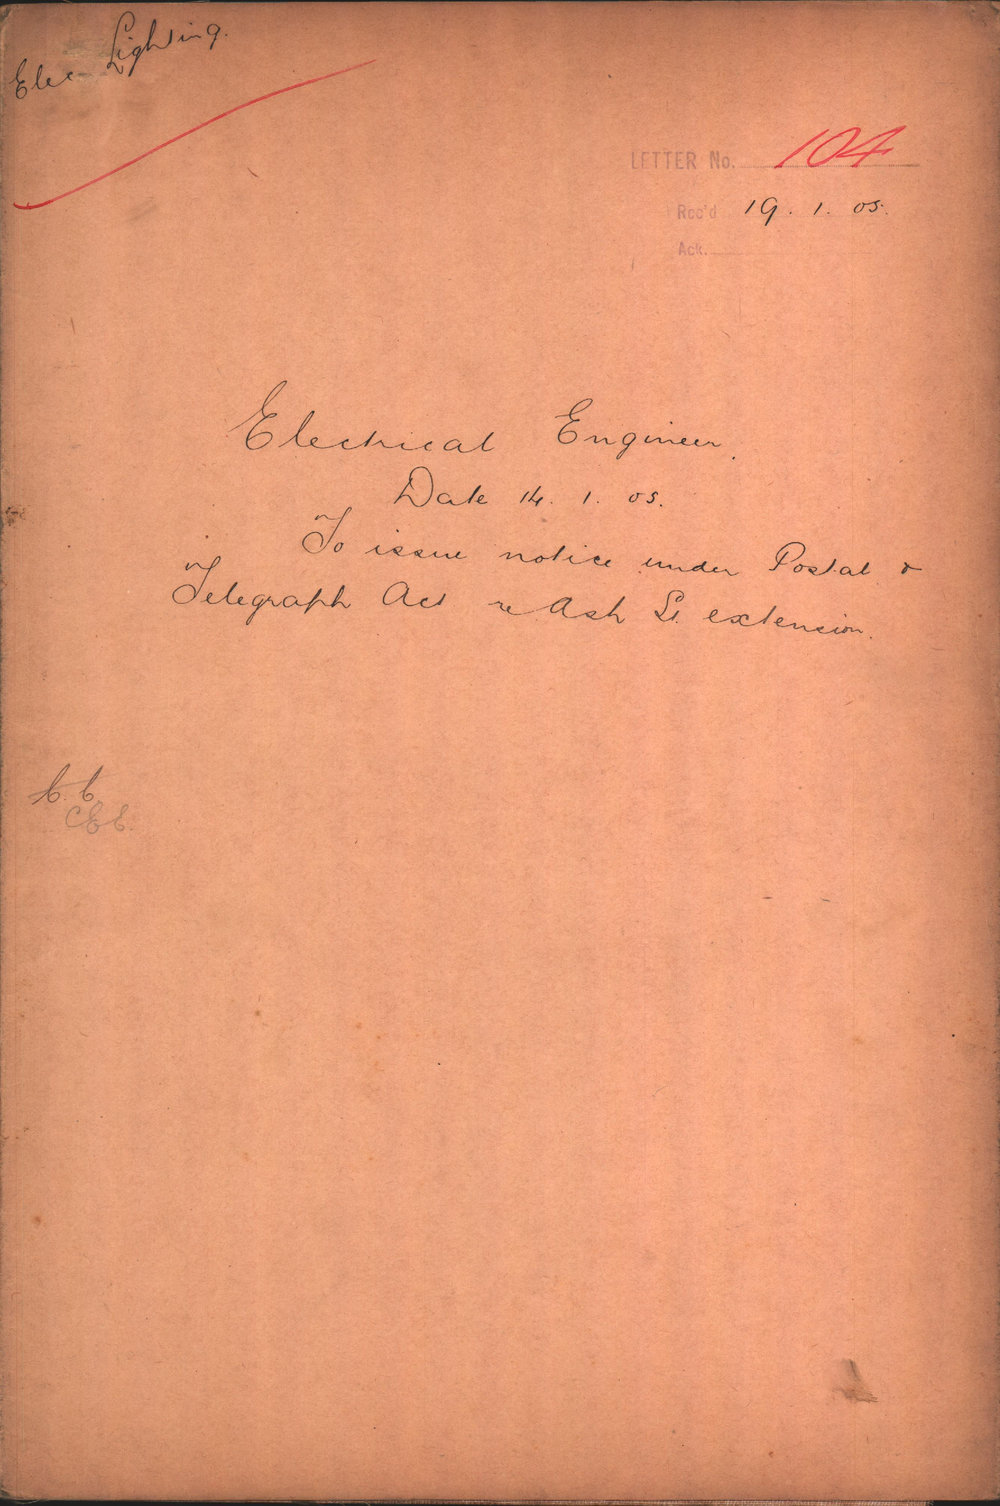 Elec Lighting.
LETTER No. 104
Rec'd 19. 1. 05.
Ack.
Electrical Engineer.
Date 14. 1. 05.
To issue notice under Postal &
Telegraph Act re Ash St. extension.